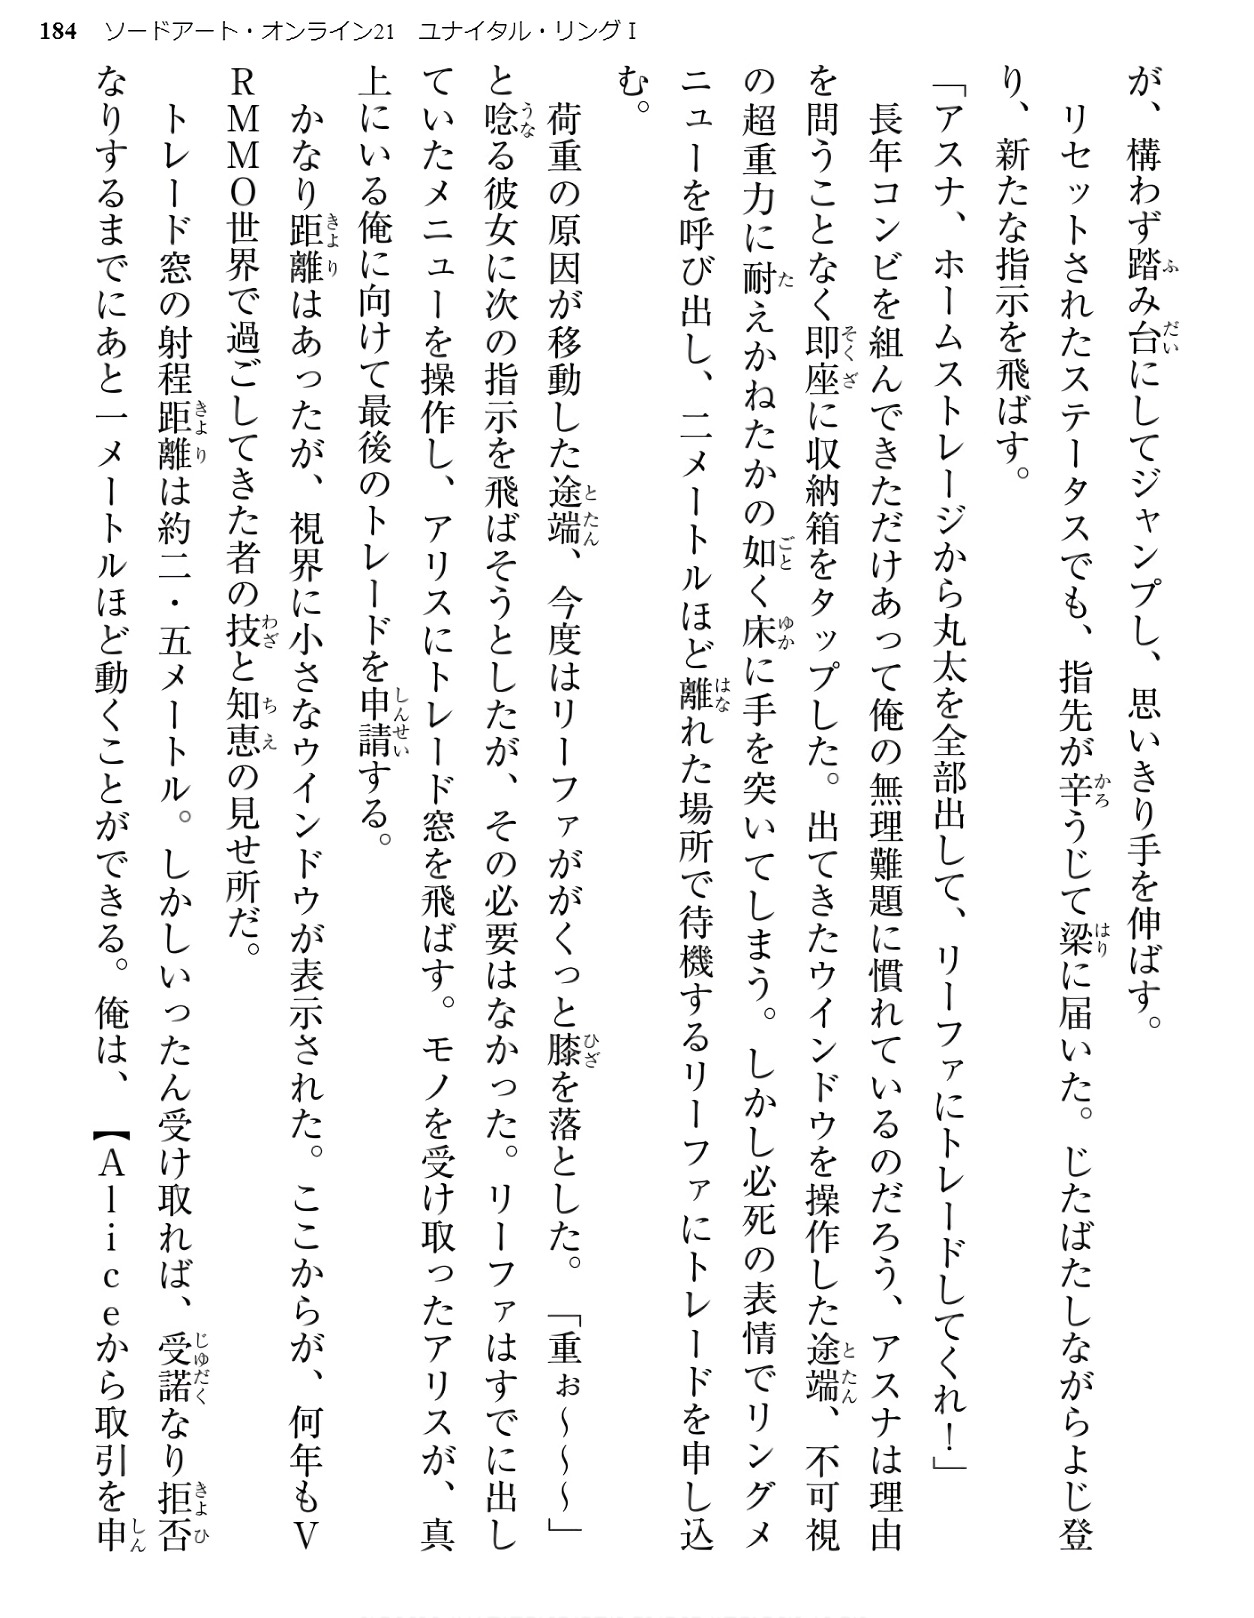 184 ソードアート・オンライン21 ユナイタル・リングⅠ
が、構わず踏み台にしてジャンプし、思いきり手を伸ばす。
リセットされたステータスでも、指先が辛うじて梁に届いた。じたばたしながらよじ登
り、新たな指示を飛ばす。
「アスナ、ホームストレージから丸太を全部出して、リーファにトレードしてくれ！」
長年コンビを組んできただけあって俺の無理難題に慣れているのだろう、アスナは理由
を問うことなく即座に収納箱をタップした。出てきたウインドウを操作した途端、不可視
の超重力に耐えかねたかの如く床に手を突いてしまう。しかし必死の表情でリングメ
ニューを呼び出し、二メートルほど離れた場所で待機するリーファにトレードを申し込
む。
荷重の原因が移動した途端、今度はリーファががくっと膝を落とした。「重ぉ～～～」
と唸る彼女に次の指示を飛ばそうとしたが、その必要はなかった。リーファはすでに出し
ていたメニューを操作し、アリスにトレード窓を飛ばす。モノを受け取ったアリスが、真
上にいる俺に向けて最後のトレードを申請する。
かなり距離はあったが、視界に小さなウインドウが表示された。ここからが、何年もV
RMMO世界で過ごしてきた者の技と知恵の見せ所だ。
トレード窓の射程距離は約二・五メートル。しかしいったん受け取れば、受諾なり拒否
なりするまでにあと一メートルほど動くことができる。俺は、【Aliceから取引を申